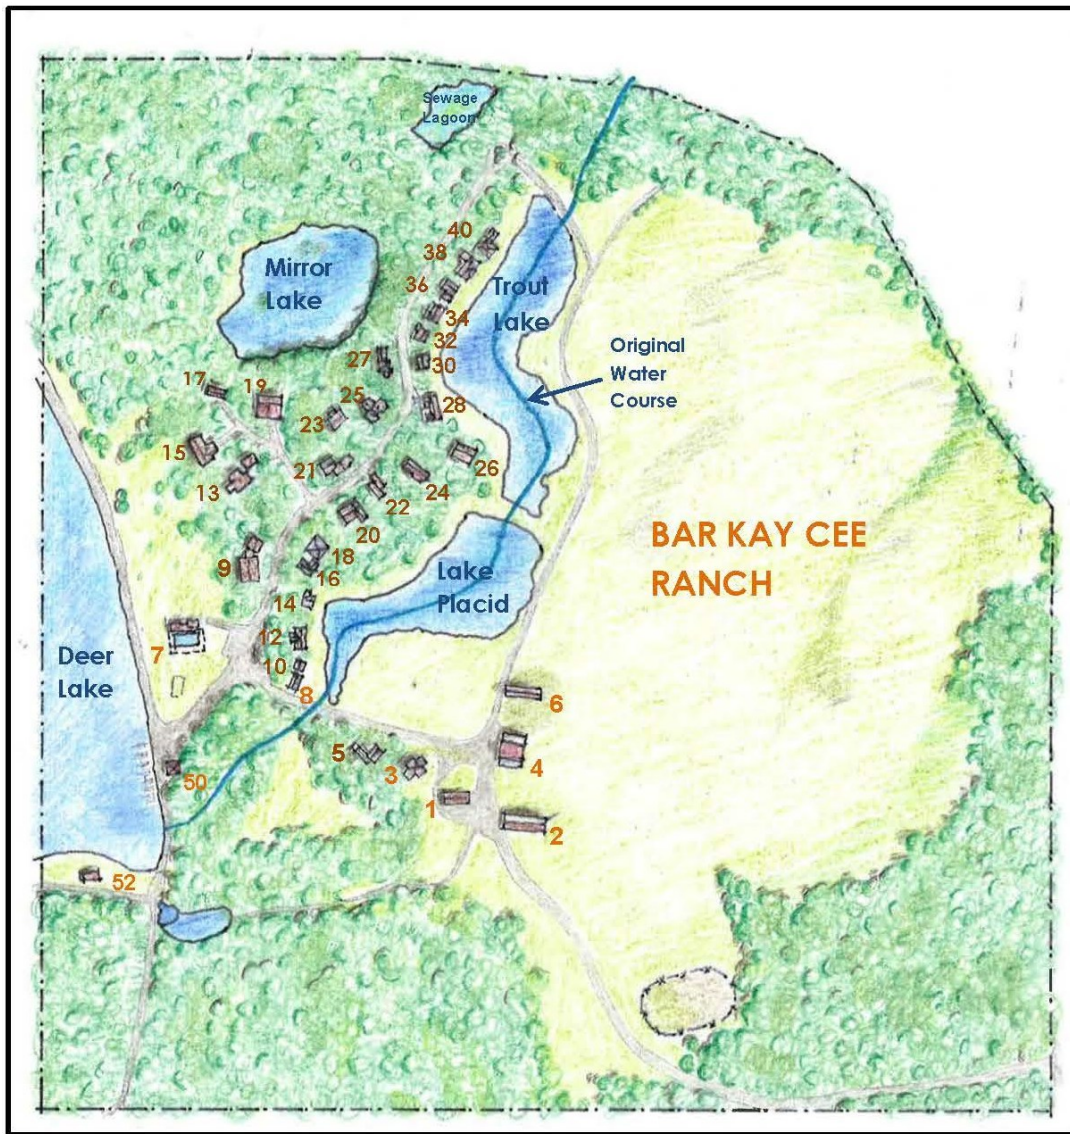 Sewage
Lagoon
40
38
Mirror
Lake
36
Trout
Lake
34
32
Original
Water
Course
27
30
17
19
25
28
23
15
21
26
13
24
22
20
BAR KAY CEE
RANCH
18
9
16
Lake
Placid
14
12
7
Deer
Lake
10
8
6
5
3
4
50
1
2
52